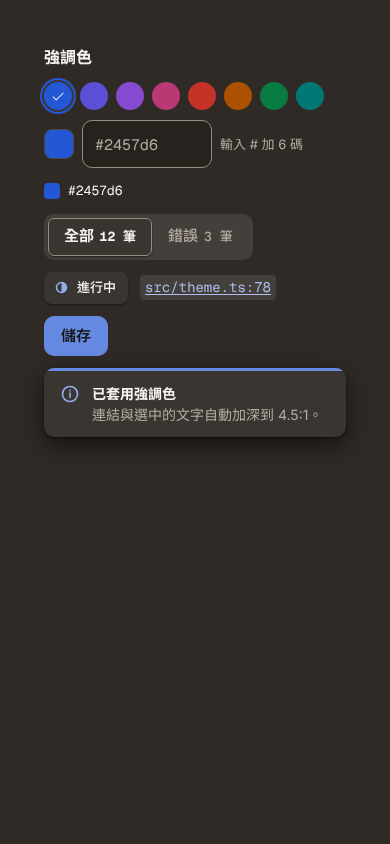 強調色
#2457d6 輸入 # 加 6 碼
#2457d6
全部 12 筆 錯誤 3 筆
進行中 src/theme.ts:78
儲存
已套用強調色
連結與選中的文字自動加深到 4.5:1。